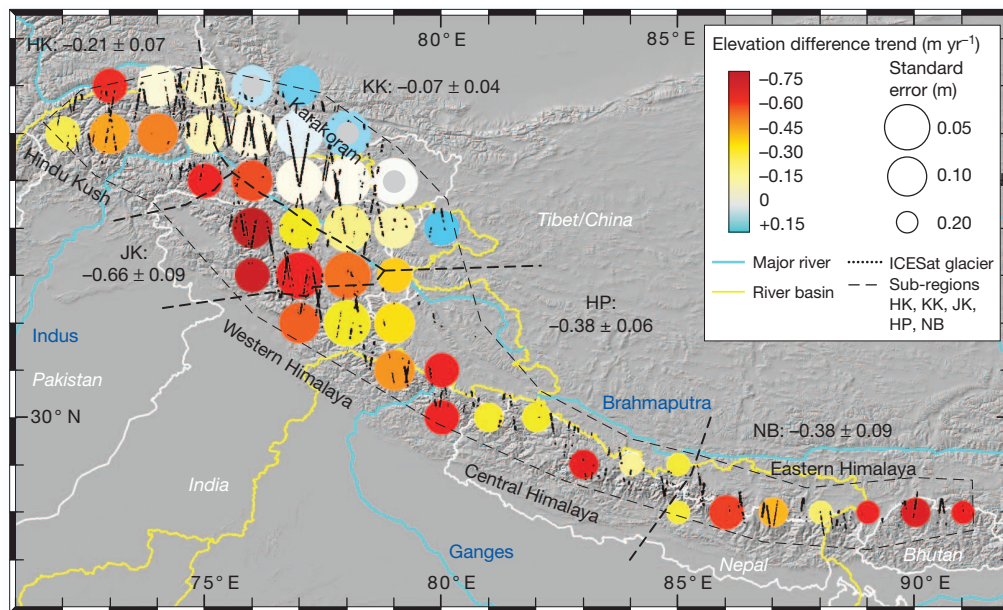 80° E
85° E
HK: –0.21 ± 0.07
KK: –0.07 ± 0.04
Karakoram
Hindu Kush
Tibet/China
JK:
–0.66 ± 0.09
HP:
–0.38 ± 0.06
Indus
Western Himalaya
Pakistan
Brahmaputra
30° N
NB: –0.38 ± 0.09
Eastern Himalaya
India
Central Himalaya
Ganges
Nepal
Bhutan
75° E
80° E
85° E
90° E
Elevation difference trend (m yr⁻¹)
–0.75
–0.60
–0.45
–0.30
–0.15
0
+0.15
Standard
error (m)
0.05
0.10
0.20
Major river
River basin
ICESat glacier
Sub-regions
HK, KK, JK,
HP, NB